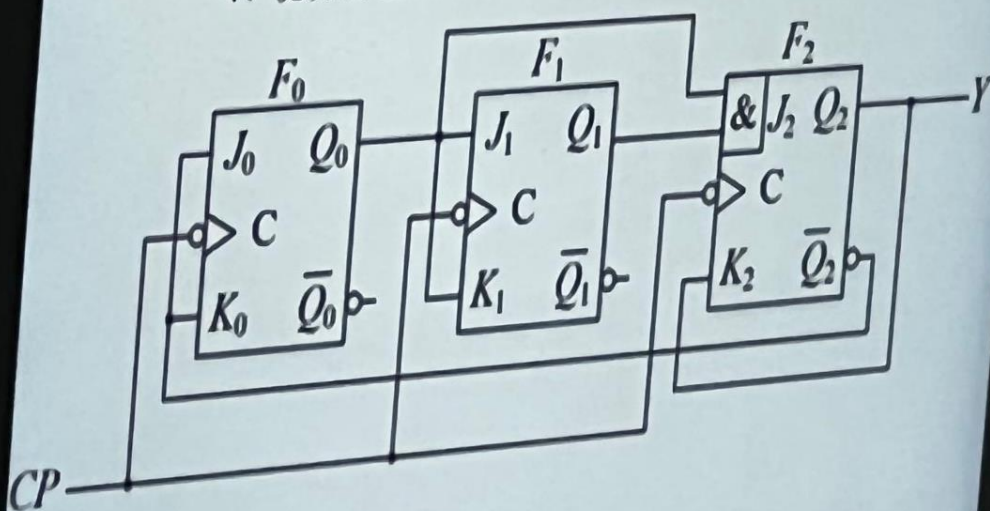 F₀ F₁ F₂
J₀ Q₀ J₁ Q₁ & J₂ Q₂ Y
C C C
K₀ Q̅₀ K₁ Q̅₁ K₂ Q̅₂
CP